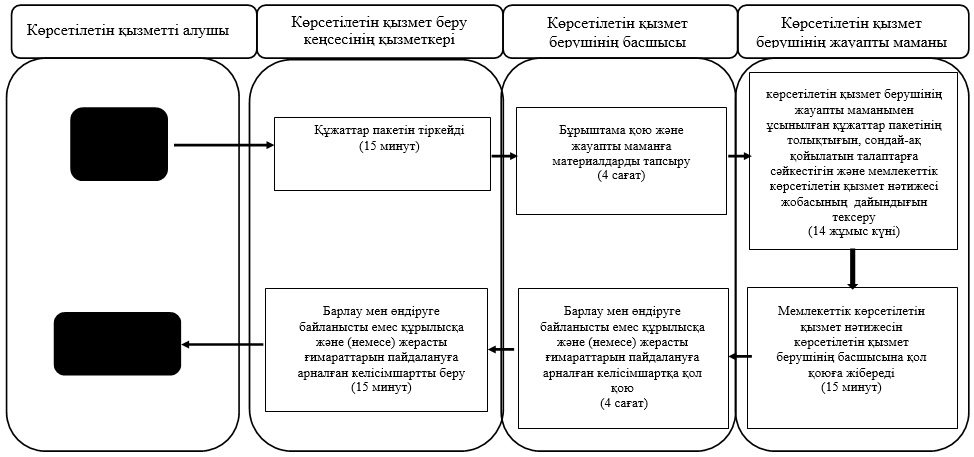 Көрсетілетін қызметті алушы
Көрсетілетін қызмет беру
кеңсесінің қызметкері
Көрсетілетін қызмет
берушінің басшысы
Көрсетілетін қызмет
берушінің жауапты маманы
Құжаттар пакетін тіркейді
(15 минут)
Бұрыштама қою және
жауапты маманға
материалдарды тапсыру
(4 сағат)
көрсетілетін қызмет берушінің
жауапты маманымен
ұсынылған құжаттар пакетінің
толықтығын, сондай-ақ
қойылатын талаптарға
сәйкестігін және мемлекеттік
көрсетілетін қызмет нәтижесі
жобасының дайындығын
тексеру
(14 жұмыс күні)
Барлау мен өндіруге
байланысты емес құрылысқа
және (немесе) жерасты
ғимараттарын пайдалануға
арналған келісімшартты беру
(15 минут)
Барлау мен өндіруге
байланысты емес құрылысқа
және (немесе) жерасты
ғимараттарын пайдалануға
арналған келісімшартқа қол
қою
(4 сағат)
Мемлекеттік көрсетілетін
қызмет нәтижесін
көрсетілетін қызмет
берушінің басшысына қол
қоюға жібереді
(15 минут)